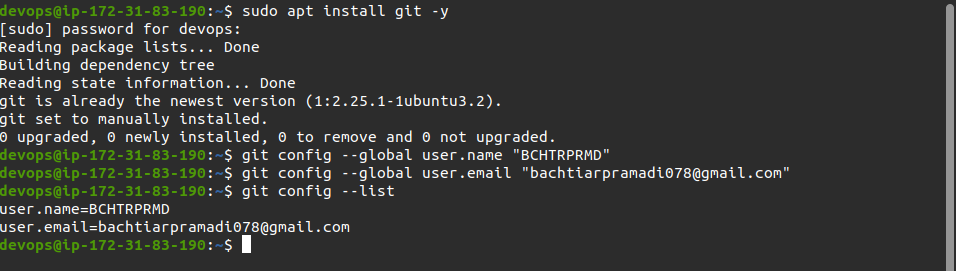 devops@ip-172-31-83-190:~$ sudo apt install git -y
[sudo] password for devops:
Reading package lists... Done
Building dependency tree
Reading state information... Done
git is already the newest version (1:2.25.1-1ubuntu3.2).
git set to manually installed.
0 upgraded, 0 newly installed, 0 to remove and 0 not upgraded.
devops@ip-172-31-83-190:~$ git config --global user.name "BCHTRPRMD"
devops@ip-172-31-83-190:~$ git config --global user.email "bachtiarpramadi078@gmail.com"
devops@ip-172-31-83-190:~$ git config --list
user.name=BCHTRPRMD
user.email=bachtiarpramadi078@gmail.com
devops@ip-172-31-83-190:~$